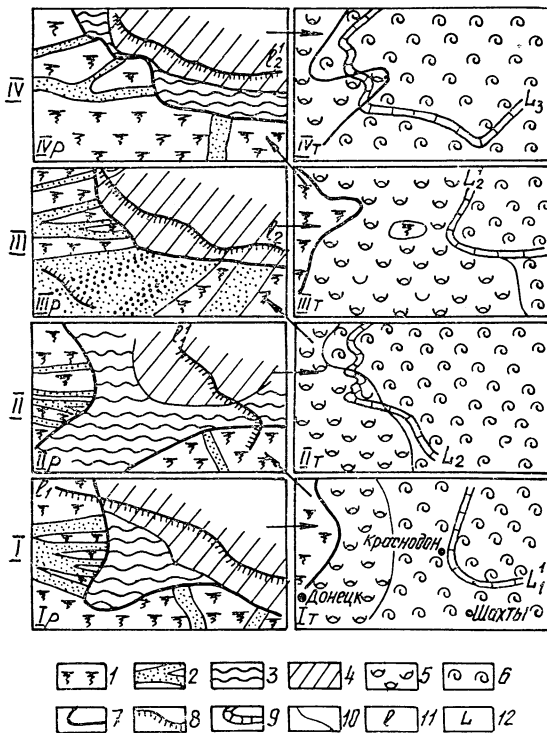 IV IVр l₂¹ IVт L₃
III IIIр l₂ IIIт L₂¹
II IIр l₁¹ IIт L₂
I l₁ Iр Краснодон Донецк Iт L₁¹ Шахты
1 2 3 4 5 6
7 8 9 10 l 11 L 12